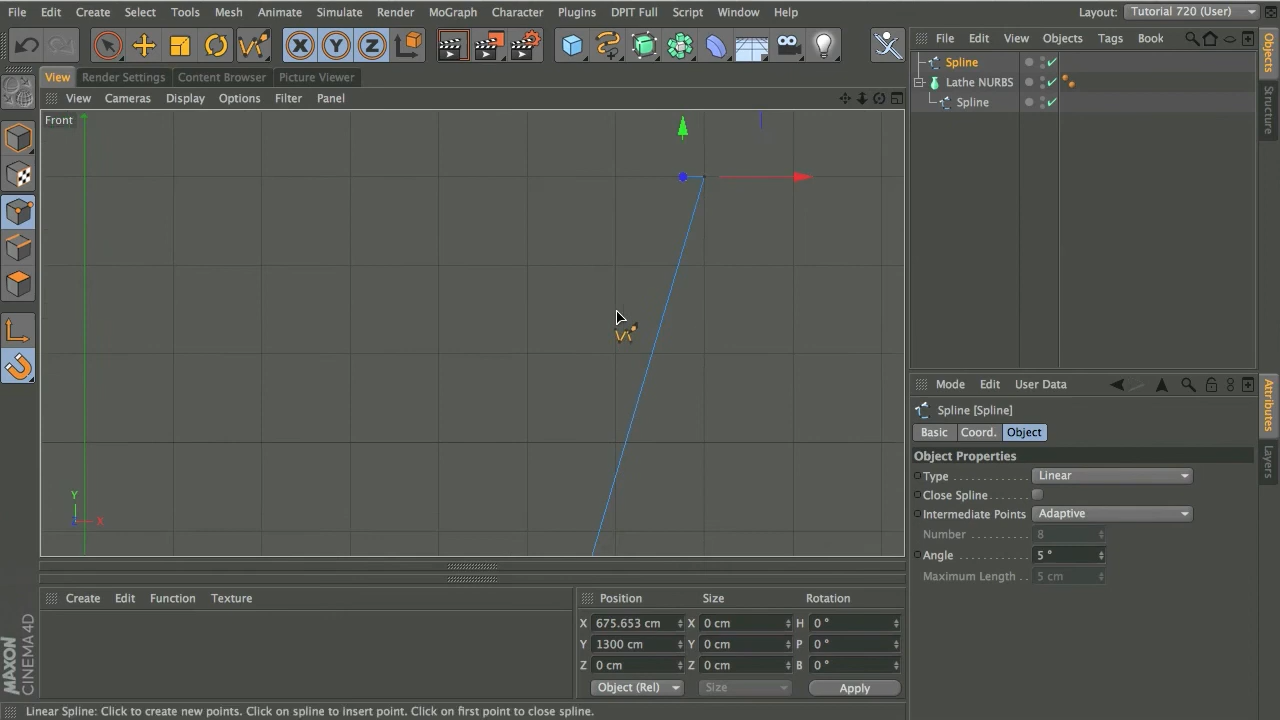 File Edit Create Select Tools Mesh Animate Simulate Render MoGraph Character Plugins DPIT Full Script Window Help
Layout: Tutorial 720 (User)
X Y Z
View Render Settings Content Browser Picture Viewer
View Cameras Display Options Filter Panel
Front
Y
X
Create Edit Function Texture
Position Size Rotation
X 675.653 cm X 0 cm H 0 °
Y 1300 cm Y 0 cm P 0 °
Z 0 cm Z 0 cm B 0 °
Object (Rel) Size Apply
File Edit View Objects Tags Book
Spline
Lathe NURBS
Spline
Objects
Structure
Mode Edit User Data
Spline [Spline]
Basic Coord. Object
Object Properties
Type Linear
Close Spline
Intermediate Points Adaptive
Number 8
Angle 5 °
Maximum Length 5 cm
Attributes
Layers
MAXON
CINEMA 4D
Linear Spline: Click to create new points. Click on spline to insert point. Click on first point to close spline.